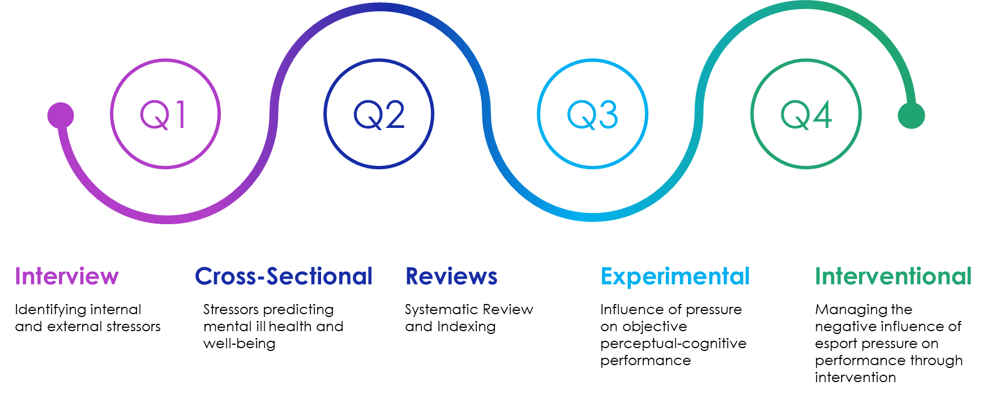 Q1
Q2
Q3
Q4
Interview
Identifying internal
and external stressors
Cross-Sectional
Stressors predicting
mental ill health and
well-being
Reviews
Systematic Review
and Indexing
Experimental
Influence of pressure
on objective
perceptual-cognitive
performance
Interventional
Managing the
negative influence of
esport pressure on
performance through
intervention